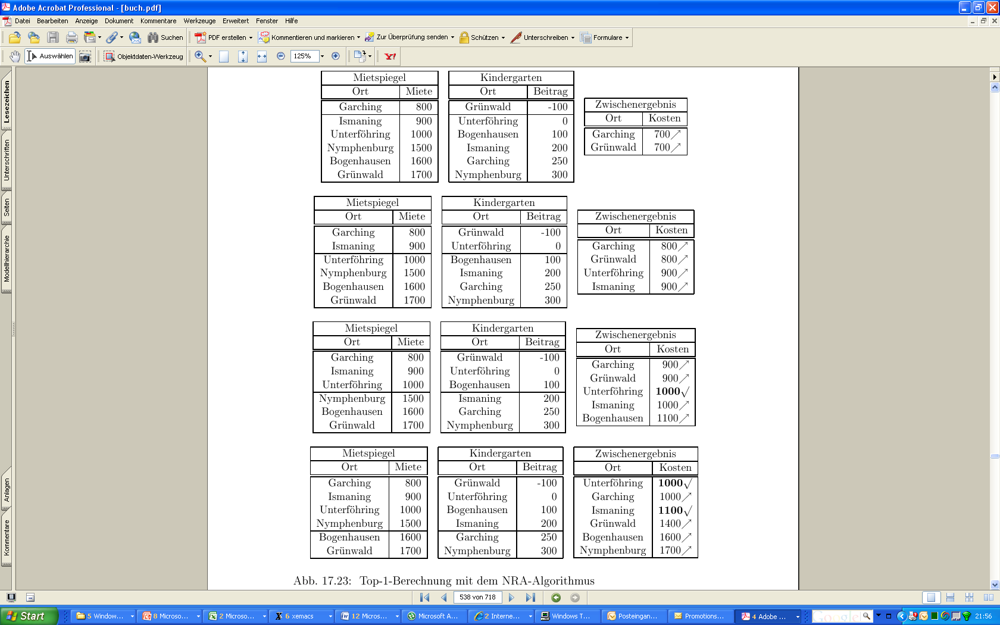 Adobe Acrobat Professional - [buch.pdf]
Datei Bearbeiten Anzeige Dokument Kommentare Werkzeuge Erweitert Fenster Hilfe
Suchen PDF erstellen Kommentieren und markieren Zur Überprüfung senden Schützen Unterschreiben Formulare
Auswählen Objektdaten-Werkzeug 125% Y!
Lesezeichen
Unterschriften
Seiten
Modellhierarchie
Anlagen
Kommentare
Mietspiegel
Ort Miete
Garching 800
Ismaning 900
Unterföhring 1000
Nymphenburg 1500
Bogenhausen 1600
Grünwald 1700
Kindergarten
Ort Beitrag
Grünwald -100
Unterföhring 0
Bogenhausen 100
Ismaning 200
Garching 250
Nymphenburg 300
Zwischenergebnis
Ort Kosten
Garching 700↗
Grünwald 700↗
Mietspiegel
Ort Miete
Garching 800
Ismaning 900
Unterföhring 1000
Nymphenburg 1500
Bogenhausen 1600
Grünwald 1700
Kindergarten
Ort Beitrag
Grünwald -100
Unterföhring 0
Bogenhausen 100
Ismaning 200
Garching 250
Nymphenburg 300
Zwischenergebnis
Ort Kosten
Garching 800↗
Grünwald 800↗
Unterföhring 900↗
Ismaning 900↗
Mietspiegel
Ort Miete
Garching 800
Ismaning 900
Unterföhring 1000
Nymphenburg 1500
Bogenhausen 1600
Grünwald 1700
Kindergarten
Ort Beitrag
Grünwald -100
Unterföhring 0
Bogenhausen 100
Ismaning 200
Garching 250
Nymphenburg 300
Zwischenergebnis
Ort Kosten
Garching 900↗
Grünwald 900↗
Unterföhring 1000√
Ismaning 1000↗
Bogenhausen 1100↗
Mietspiegel
Ort Miete
Garching 800
Ismaning 900
Unterföhring 1000
Nymphenburg 1500
Bogenhausen 1600
Grünwald 1700
Kindergarten
Ort Beitrag
Grünwald -100
Unterföhring 0
Bogenhausen 100
Ismaning 200
Garching 250
Nymphenburg 300
Zwischenergebnis
Ort Kosten
Unterföhring 1000√
Garching 1000↗
Ismaning 1100√
Grünwald 1400↗
Bogenhausen 1600↗
Nymphenburg 1700↗
Abb. 17.23: Top-1-Berechnung mit dem NRA-Algorithmus
538 von 718
Start 5 Window... 8 Microso... 2 Microso... 6 xemacs 12 Micros... Microsoft A... 2 Interne... Windows T... Posteingan... Promotions... 4 Adobe ... Google 21:56